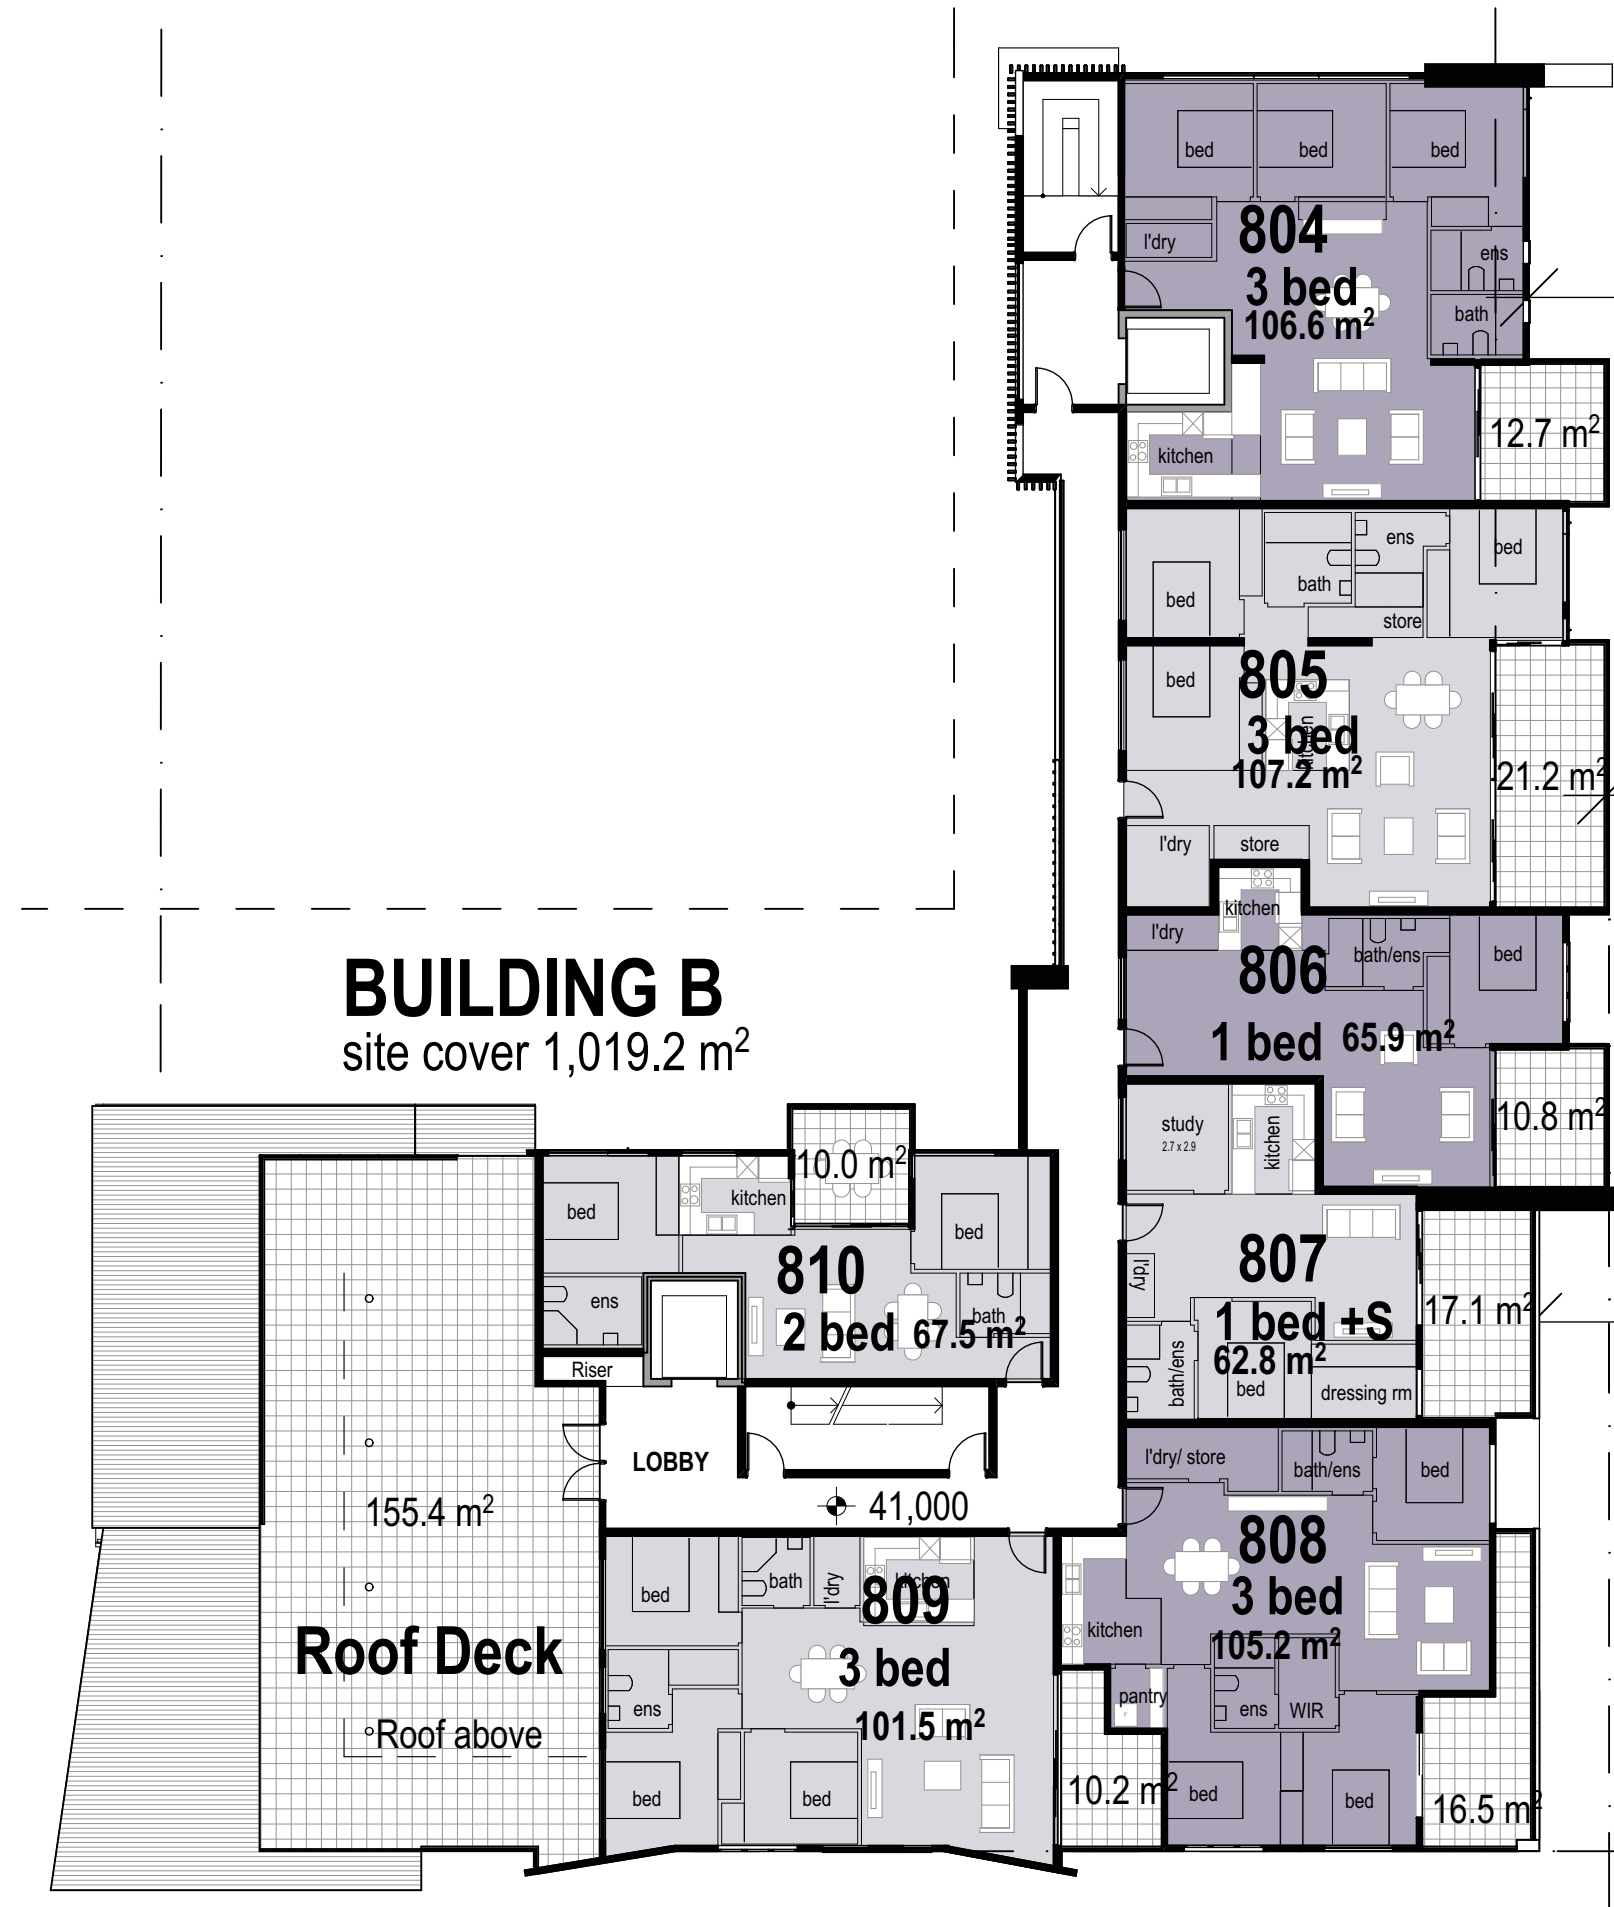 bed
bed
bed
l'dry
804
ens
3 bed
106.6 m²
bath
12.7 m²
kitchen
ens
bed
bath
bed
store
805
bed
3 bed
kitchen
107.2 m²
21.2 m²
l'dry
store
kitchen
l'dry
806
bath/ens
bed
1 bed 65.9 m²
BUILDING B
site cover 1,019.2 m²
10.8 m²
study
2.7 x 2.9
kitchen
10.0 m²
kitchen
bed
bed
810
807
l'dry
ens
bath
2 bed 67.5 m²
1 bed +S
17.1 m²
62.8 m²
Riser
bath/ens
bed
dressing rm
LOBBY
l'dry/ store
bath/ens
bed
155.4 m²
41,000
808
bath
l'dry
kitchen
bed
809
3 bed
kitchen
105.2 m²
Roof Deck
3 bed
ens
pantry
F
ens
WIR
101.5 m²
Roof above
bed
bed
10.2 m²
bed
bed
16.5 m²